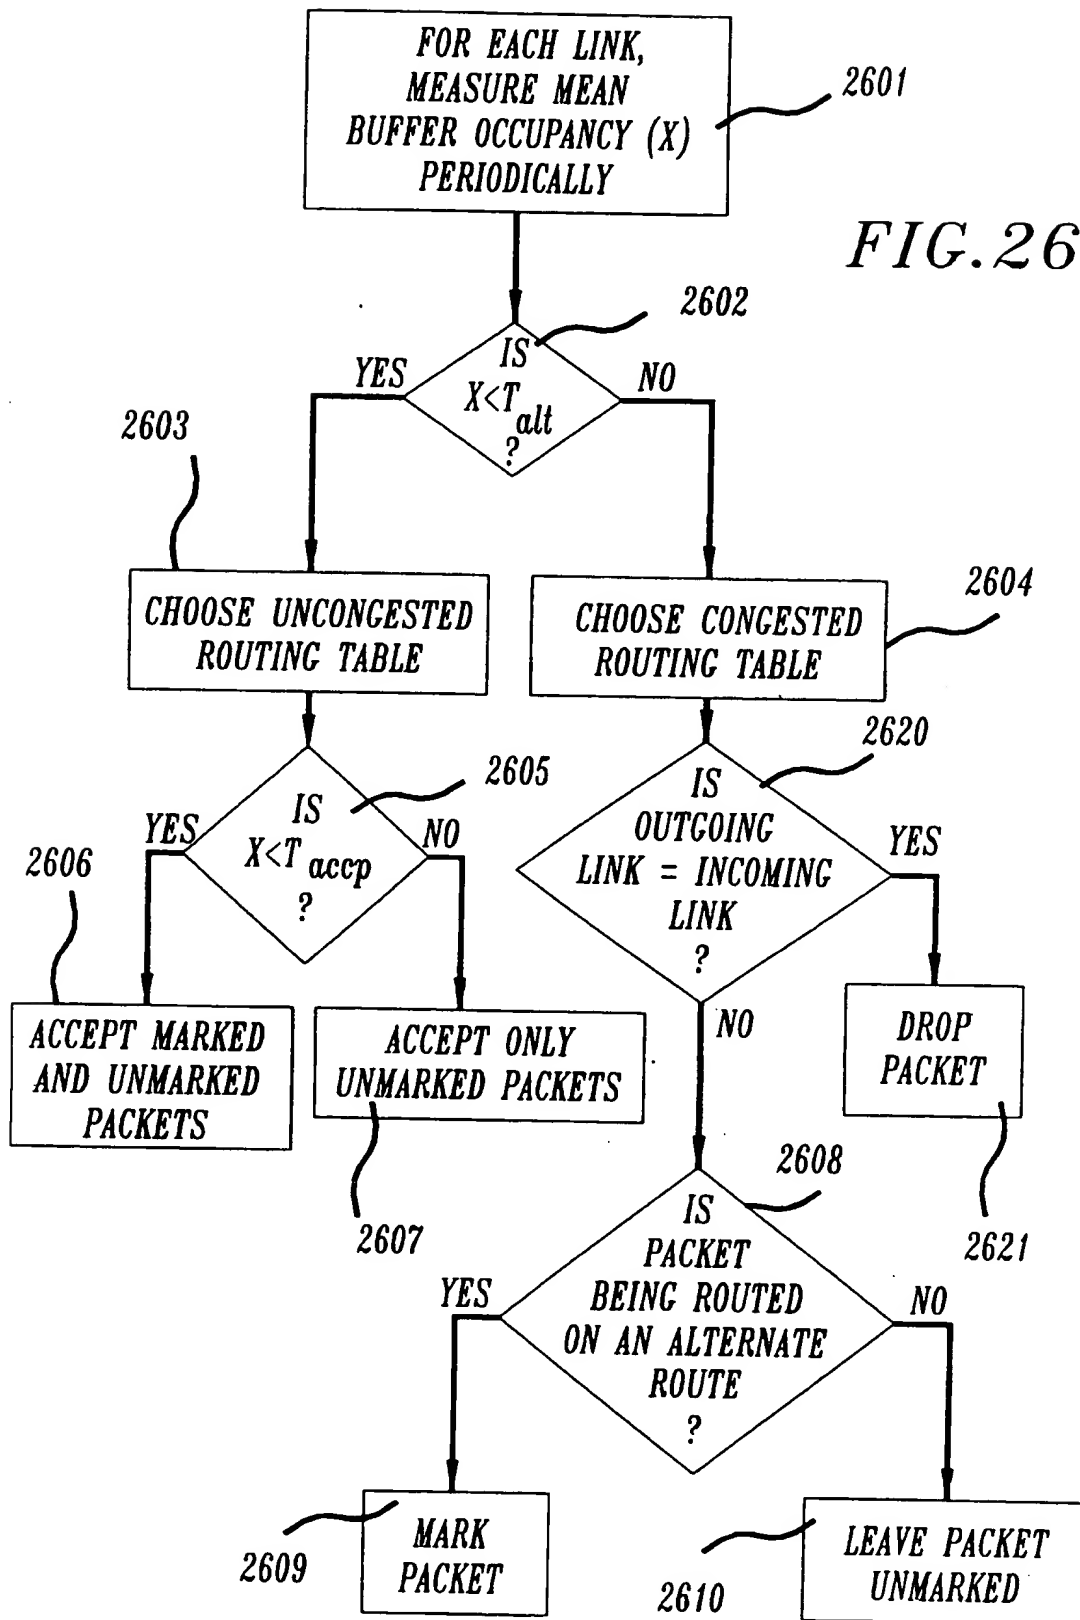 FOR EACH LINK,
MEASURE MEAN
BUFFER OCCUPANCY (X)
PERIODICALLY
2601
FIG.26
2602
IS
X<T alt
?
YES
NO
2603
CHOOSE UNCONGESTED
ROUTING TABLE
CHOOSE CONGESTED
ROUTING TABLE
2604
2605
IS
X<T accp
?
YES
NO
2620
IS
OUTGOING
LINK = INCOMING
LINK
?
YES
NO
2606
ACCEPT MARKED
AND UNMARKED
PACKETS
ACCEPT ONLY
UNMARKED PACKETS
2607
DROP
PACKET
2621
2608
IS
PACKET
BEING ROUTED
ON AN ALTERNATE
ROUTE
?
YES
NO
MARK
PACKET
2609
LEAVE PACKET
UNMARKED
2610